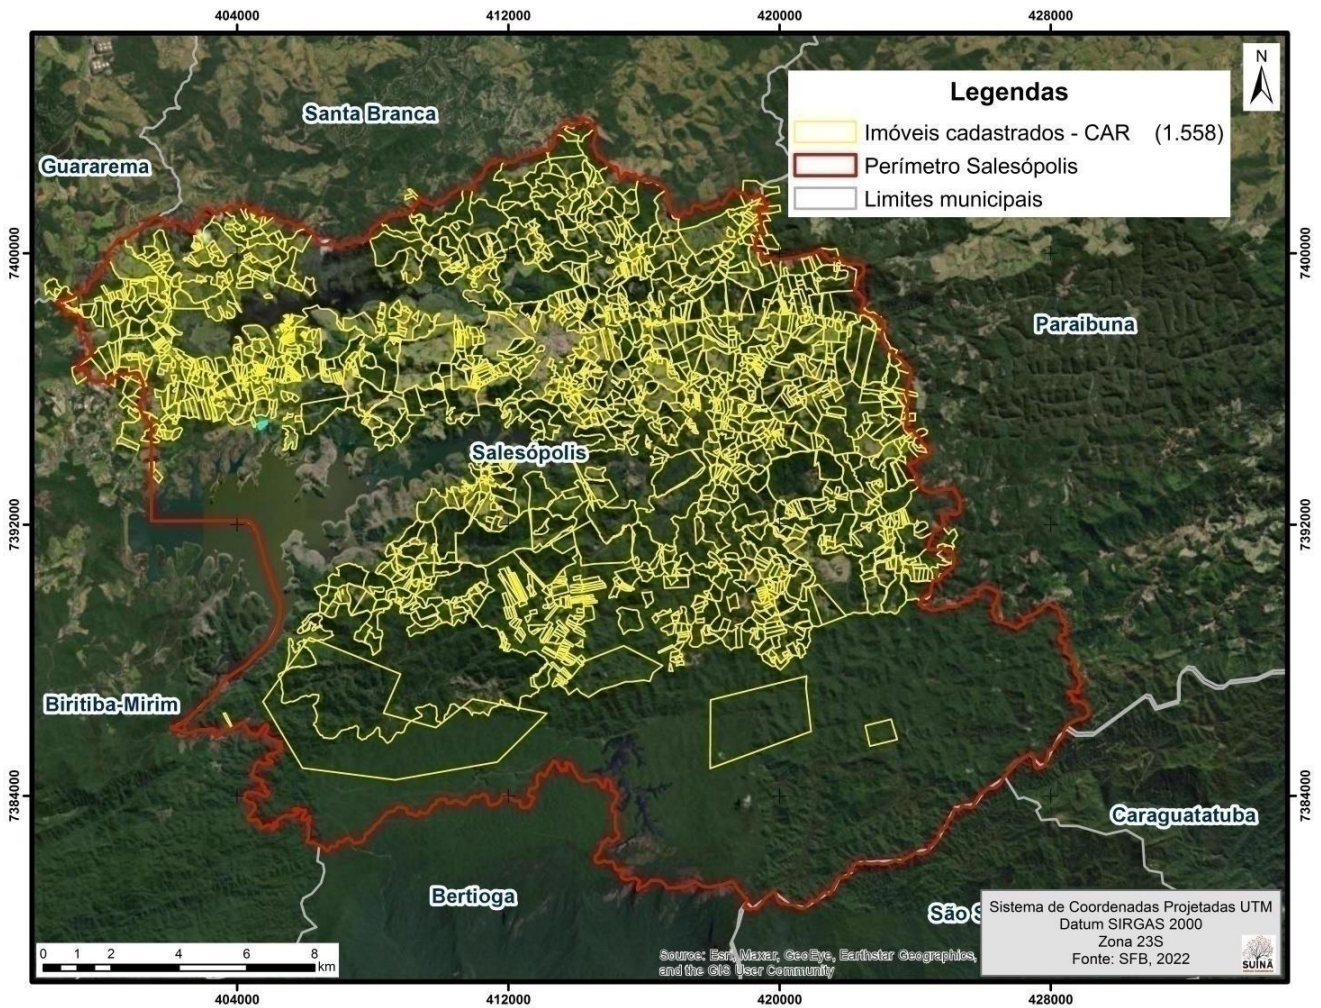 404000
412000
420000
428000
N
Legendas
Imóveis cadastrados - CAR (1.558)
Perímetro Salesópolis
Limites municipais
Santa Branca
Guararema
7400000
7400000
Paraibuna
Salesópolis
7392000
7392000
Biritiba-Mirim
7384000
7384000
Caraguatatuba
Bertioga
São S
Sistema de Coordenadas Projetadas UTM
Datum SIRGAS 2000
Zona 23S
Fonte: SFB, 2022
SUINÃ
0 1 2 4 6 8
km
Source: Esri, Maxar, GeoEye, Earthstar Geographics,
and the GIS User Community
404000
412000
420000
428000